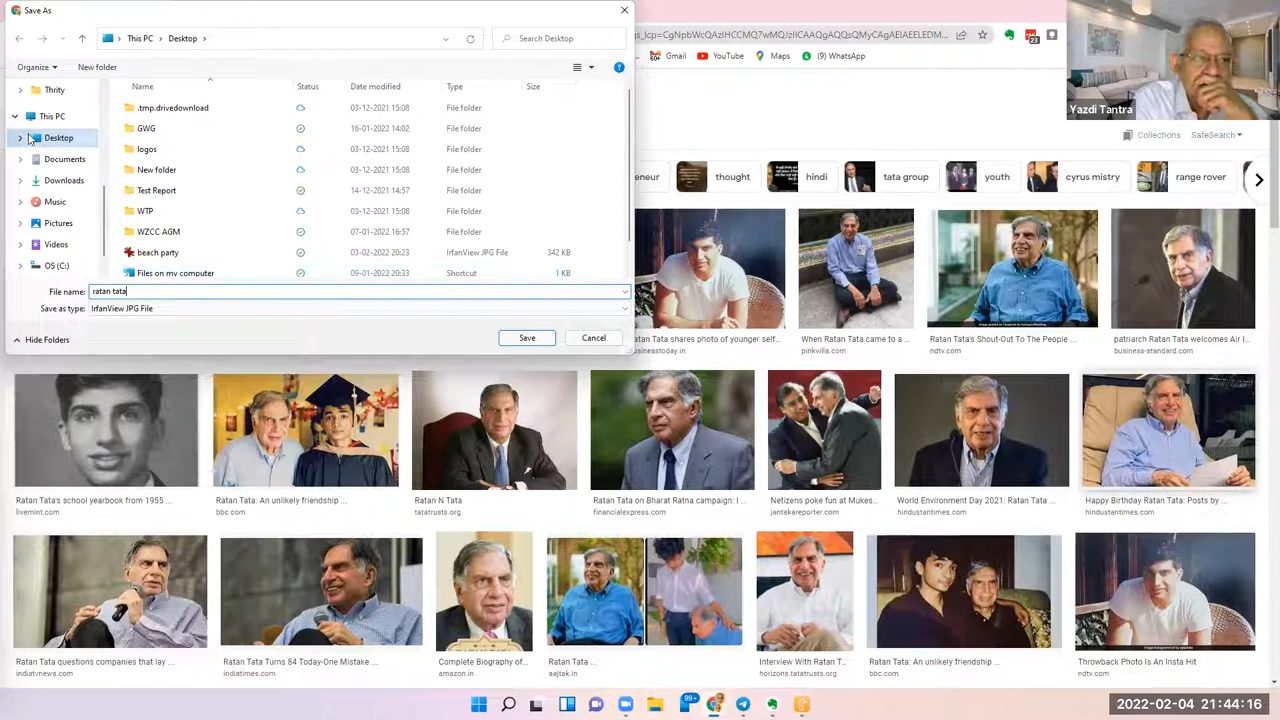 Save As
This PC > Desktop >
Search Desktop
Organize
New folder
Name Status Date modified Type Size
Thrity
This PC
Desktop
Documents
Downloads
Music
Pictures
Videos
OS (C:)
.tmp.drivedownload 03-12-2021 15:08 File folder
GWG 16-01-2022 14:02 File folder
logos 03-12-2021 15:08 File folder
New folder 03-12-2021 15:08 File folder
Test Report 14-12-2021 14:57 File folder
WTP 03-12-2021 15:08 File folder
WZCC AGM 07-01-2022 16:57 File folder
beach party 03-02-2022 20:23 IrfanView JPG File 342 KB
Files on my computer 09-01-2022 20:33 Shortcut 1 KB
File name: ratan tata
Save as type: IrfanView JPG File
Hide Folders
Save
Cancel
Gmail
YouTube
Maps
(9) WhatsApp
23
Yazdi Tantra
Collections
SafeSearch
eneur
thought
hindi
tata group
youth
cyrus mistry
range rover
Ratan Tata shares photo of younger self...
businesstoday.in
When Ratan Tata came to a ...
pinkvilla.com
Ratan Tata's Shout-Out To The People ...
ndtv.com
patriarch Ratan Tata welcomes Air I...
business-standard.com
Ratan Tata's school yearbook from 1955 ...
livemint.com
Ratan Tata: An unlikely friendship ...
bbc.com
Ratan N Tata
tatatrusts.org
Ratan Tata on Bharat Ratna campaign: I ...
financialexpress.com
Netizens poke fun at Mukes...
jantakareporter.com
World Environment Day 2021: Ratan Tata ...
hindustantimes.com
Happy Birthday Ratan Tata: Posts by ...
hindustantimes.com
Ratan Tata questions companies that lay ...
indiatvnews.com
Ratan Tata Turns 84 Today-One Mistake ...
indiatimes.com
Complete Biography of...
amazon.in
Ratan Tata ...
aajtak.in
Interview With Ratan T...
horizons.tatatrusts.org
Ratan Tata: An unlikely friendship ...
bbc.com
Throwback Photo Is An Insta Hit
ndtv.com
99+
2022-02-04 21:44:16